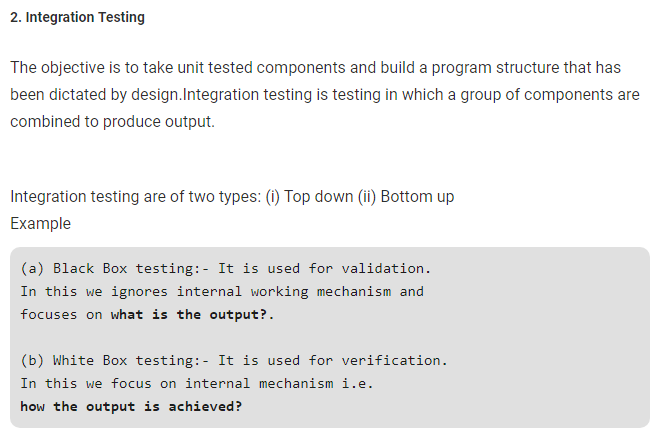 2. Integration Testing
The objective is to take unit tested components and build a program structure that has
been dictated by design.Integration testing is testing in which a group of components are
combined to produce output.
Integration testing are of two types: (i) Top down (ii) Bottom up
Example
(a) Black Box testing:- It is used for validation.
In this we ignores internal working mechanism and
focuses on what is the output?.
(b) White Box testing:- It is used for verification.
In this we focus on internal mechanism i.e.
how the output is achieved?